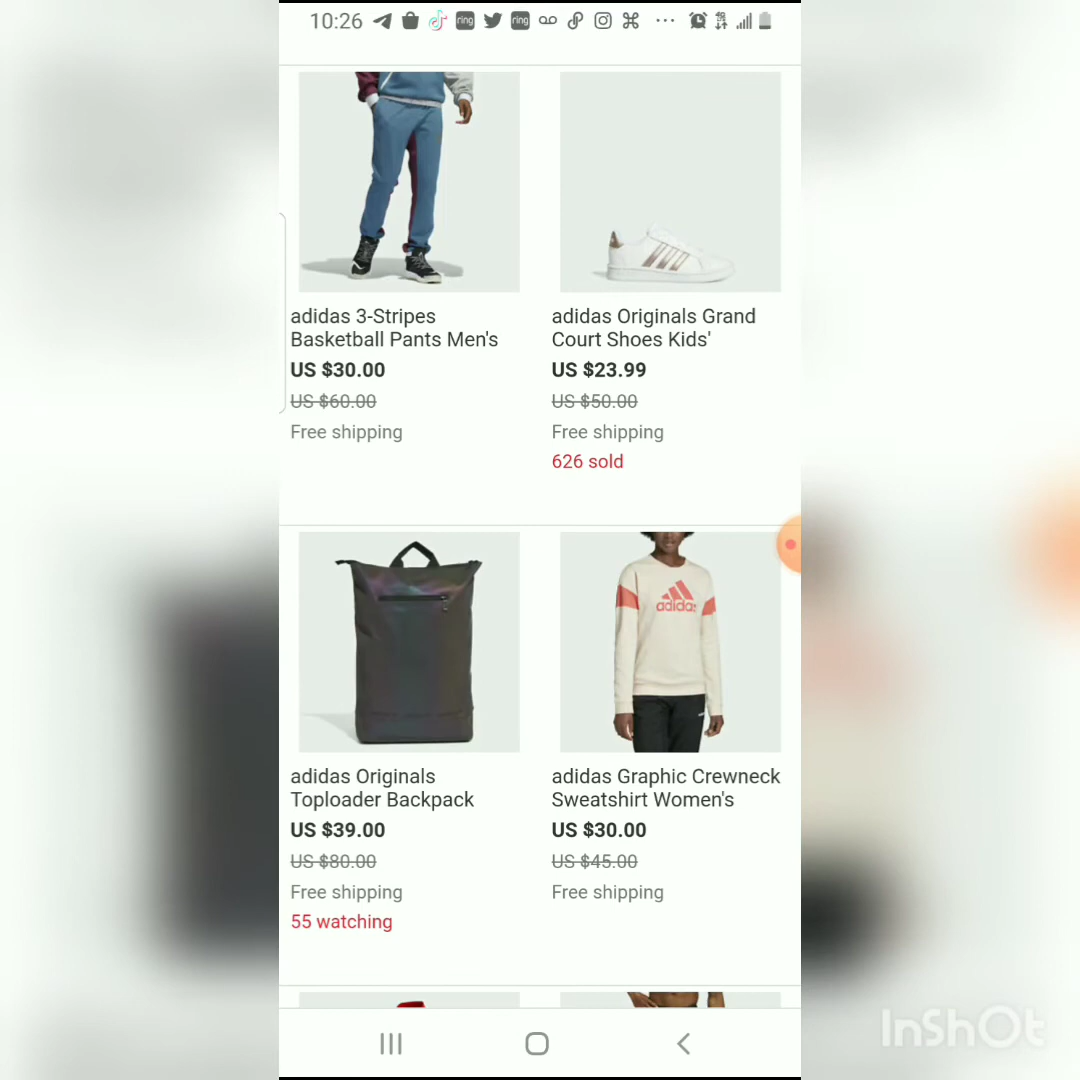 10:26
ring
ring
4G
adidas 3-Stripes
Basketball Pants Men's
US $30.00
US $60.00
Free shipping
adidas Originals Grand
Court Shoes Kids'
US $23.99
US $50.00
Free shipping
626 sold
adidas
adidas Originals
Toploader Backpack
US $39.00
US $80.00
Free shipping
55 watching
adidas Graphic Crewneck
Sweatshirt Women's
US $30.00
US $45.00
Free shipping
InShOt